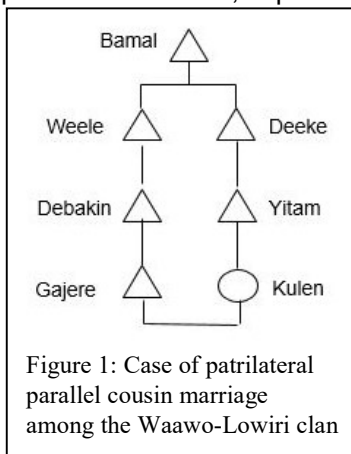 Bamal
Weele Deeke
Debakin Yitam
Gajere Kulen
Figure 1: Case of patrilateral
parallel cousin marriage
among the Waawo-Lowiri clan